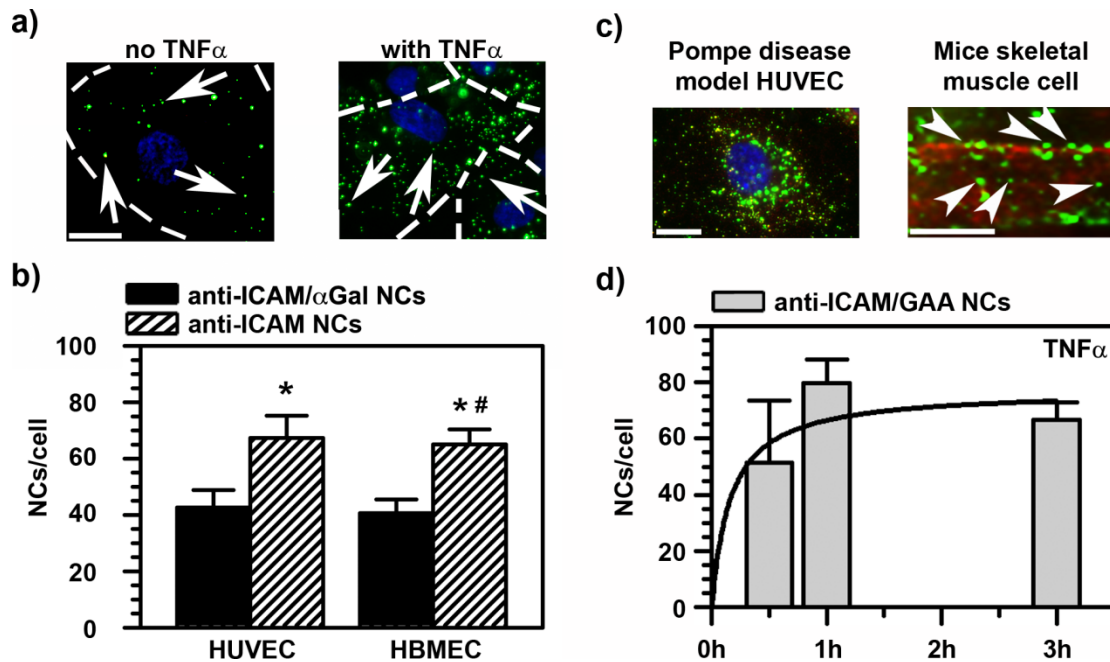 a)
no TNFα
with TNFα
b)
anti-ICAM/αGal NCs
anti-ICAM NCs
100
80
60
40
20
0
NCs/cell
*
* #
HUVEC
HBMEC
c)
Pompe disease
model HUVEC
Mice skeletal
muscle cell
d)
anti-ICAM/GAA NCs
TNFα
100
80
60
40
20
0
NCs/cell
0h
1h
2h
3h